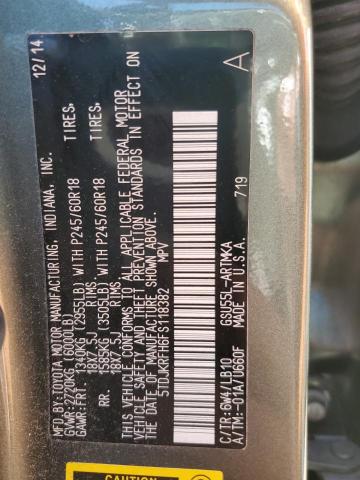 MFD.BY:TOYOTA MOTOR MANUFACTURING, INDIANA, INC.
12/14
GVWR:2720KG (6000LB)
GAWR:FRT. 1340KG (2955LB) WITH P245/60R18 TIRES,
18X7.5J RIMS
RR. 1585KG (3505LB) WITH P245/60R18 TIRES,
18X7.5J RIMS
THIS VEHICLE CONFORMS TO ALL APPLICABLE FEDERAL MOTOR
VEHICLE SAFETY AND THEFT PREVENTION STANDARDS IN EFFECT ON
THE DATE OF MANUFACTURE SHOWN ABOVE.
5TDJKRFH6FS118382 MPV
A
C/TR:6W4/LB10 GSU55L-ARTMKA
A/TM:-01A/U660F MADE IN U.S.A. 719
CAUTION